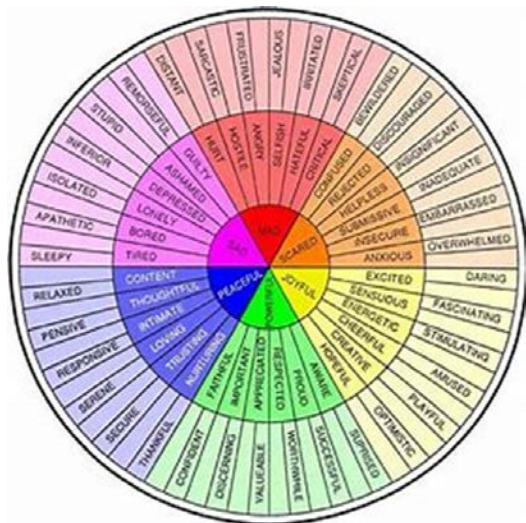 MAD
SCARED
JOYFUL
POWERFUL
PEACEFUL
SAD
HURT
HOSTILE
ANGRY
SELFISH
HATEFUL
CRITICAL
CONFUSED
REJECTED
HELPLESS
SUBMISSIVE
INSECURE
ANXIOUS
EXCITED
SENSUOUS
ENERGETIC
CHEERFUL
CREATIVE
HOPEFUL
AWARE
PROUD
RESPECTED
APPRECIATED
IMPORTANT
FAITHFUL
NURTURING
TRUSTING
LOVING
INTIMATE
THOUGHTFUL
CONTENT
TIRED
BORED
LONELY
DEPRESSED
ASHAMED
GUILTY
DISTANT
SARCASTIC
FRUSTRATED
JEALOUS
IRRITATED
SKEPTICAL
BEWILDERED
DISCOURAGED
INSIGNIFICANT
INADEQUATE
EMBARRASSED
OVERWHELMED
DARING
FASCINATING
STIMULATING
AMUSED
PLAYFUL
OPTIMISTIC
SUPRISED
SUCCESSFUL
WORTHWHILE
VALUEABLE
DISCERNING
CONFIDENT
THANKFUL
SECURE
SERENE
RESPONSIVE
PENSIVE
RELAXED
SLEEPY
APATHETIC
ISOLATED
INFERIOR
STUPID
REMORSEFUL